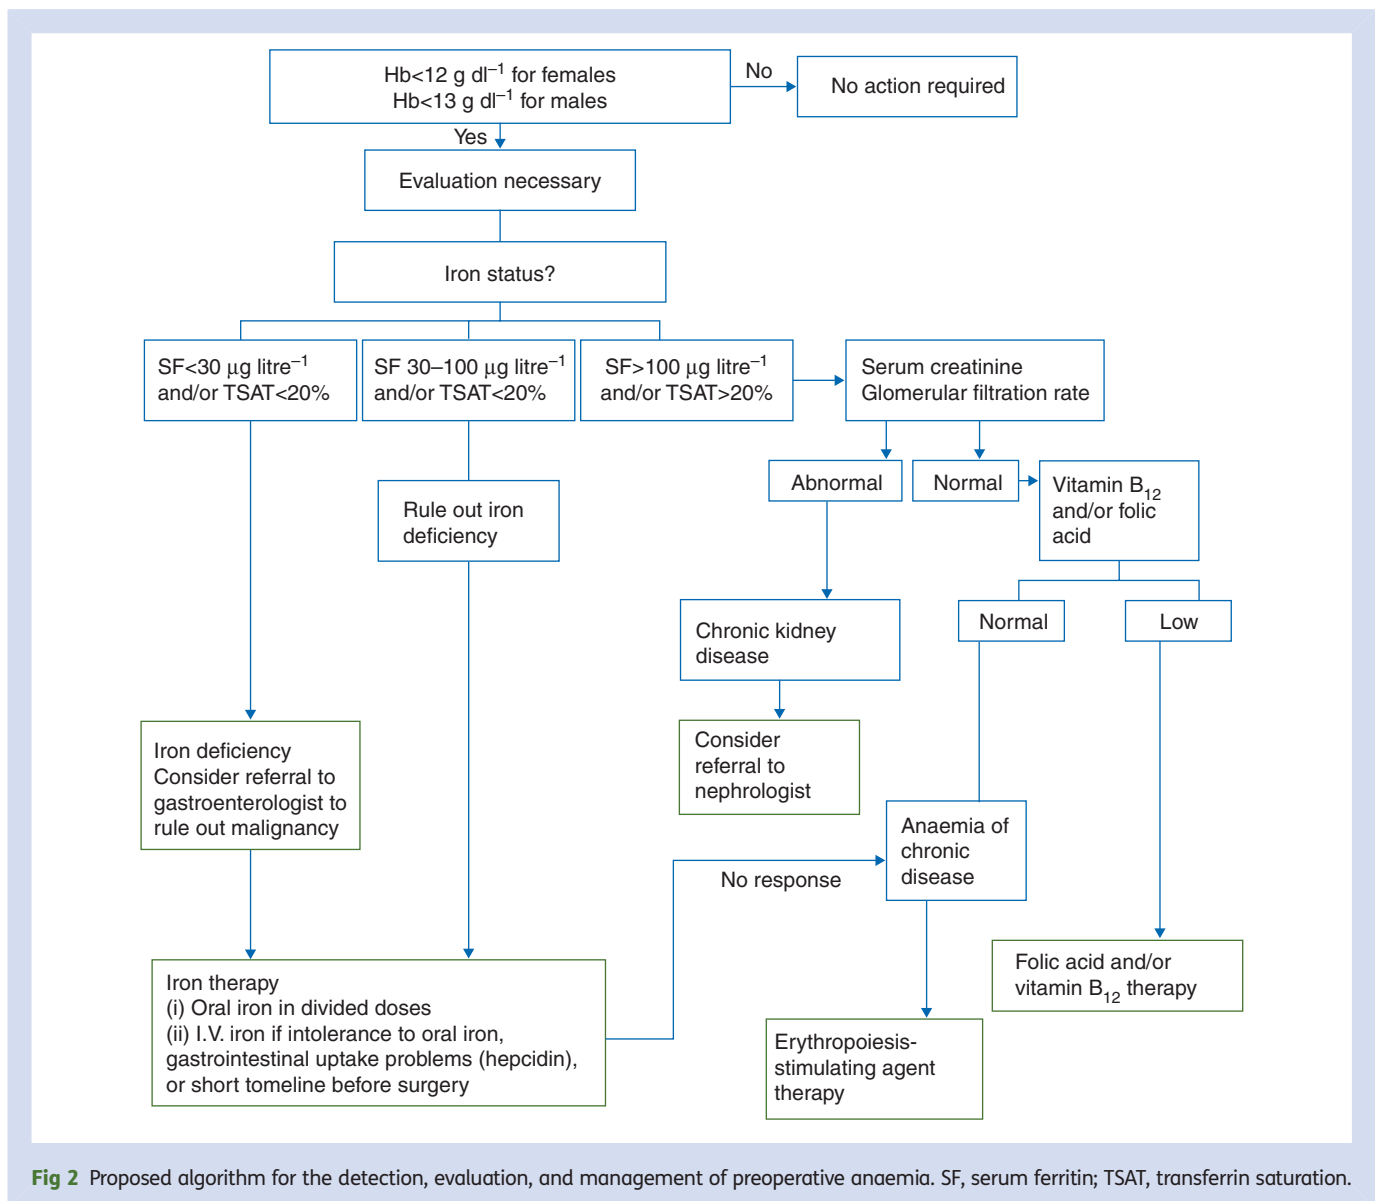 Hb<12 g dl⁻¹ for females
Hb<13 g dl⁻¹ for males
No
No action required
Yes
Evaluation necessary
Iron status?
SF<30 μg litre⁻¹
and/or TSAT<20%
SF 30–100 μg litre⁻¹
and/or TSAT<20%
SF>100 μg litre⁻¹
and/or TSAT>20%
Serum creatinine
Glomerular filtration rate
Abnormal
Normal
Vitamin B₁₂
and/or folic
acid
Rule out iron
deficiency
Chronic kidney
disease
Normal
Low
Iron deficiency
Consider referral to
gastroenterologist to
rule out malignancy
Consider
referral to
nephrologist
Anaemia of
chronic
disease
No response
Iron therapy
(i) Oral iron in divided doses
(ii) I.V. iron if intolerance to oral iron,
gastrointestinal uptake problems (hepcidin),
or short tomeline before surgery
Folic acid and/or
vitamin B₁₂ therapy
Erythropoiesis-
stimulating agent
therapy
Fig 2 Proposed algorithm for the detection, evaluation, and management of preoperative anaemia. SF, serum ferritin; TSAT, transferrin saturation.